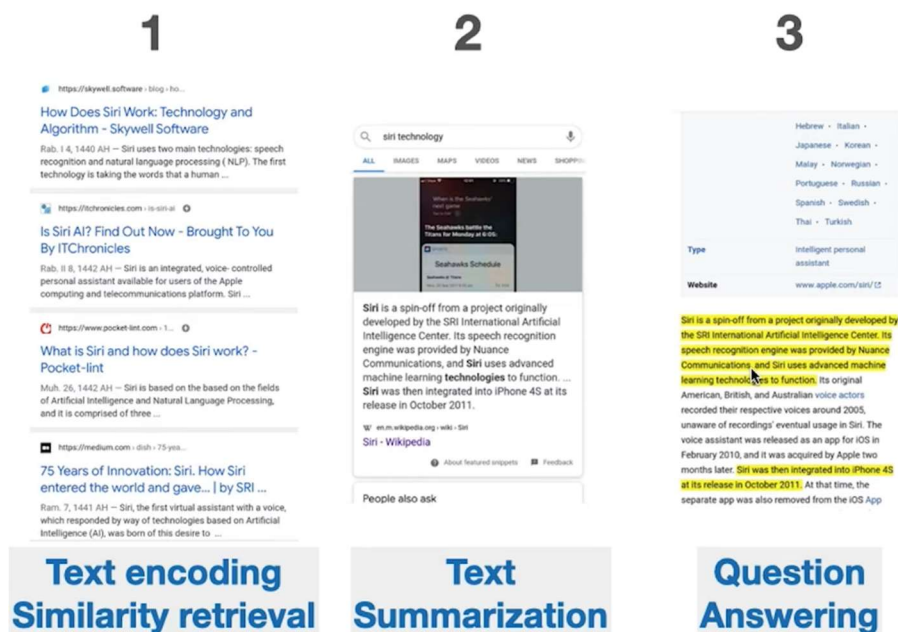 1
2
3
https://skywell.software › blog › ho...
How Does Siri Work: Technology and
Algorithm - Skywell Software
Rab. I 4, 1440 AH — Siri uses two main technologies: speech
recognition and natural language processing ( NLP). The first
technology is taking the words that a human ...
https://itchronicles.com › is-siri-ai
Is Siri AI? Find Out Now - Brought To You
By ITChronicles
Rab. II 8, 1442 AH — Siri is an integrated, voice- controlled
personal assistant available for users of the Apple
computing and telecommunications platform. Siri ...
https://www.pocket-lint.com › 1...
What is Siri and how does Siri work? -
Pocket-lint
Muh. 26, 1442 AH — Siri is based on the based on the fields
of Artificial Intelligence and Natural Language Processing,
and it is comprised of three ...
https://medium.com › dish › 75-yea...
75 Years of Innovation: Siri. How Siri
entered the world and gave... | by SRI ...
Ram. 7, 1441 AH — Siri, the first virtual assistant with a voice,
which responded by way of technologies based on Artificial
Intelligence (AI), was born of this desire to ...
Text encoding
Similarity retrieval
siri technology
ALL IMAGES MAPS VIDEOS NEWS SHOPPIN
When is the Seahawks'
next game
The Seahawks battle the
Titans for Monday at 6:05:
Seahawks Schedule
Siri is a spin-off from a project originally
developed by the SRI International Artificial
Intelligence Center. Its speech recognition
engine was provided by Nuance
Communications, and Siri uses advanced
machine learning technologies to function. ...
Siri was then integrated into iPhone 4S at its
release in October 2011.
W en.m.wikipedia.org › wiki › Siri
Siri - Wikipedia
About featured snippets Feedback
People also ask
Text
Summarization
Hebrew • Italian •
Japanese • Korean •
Malay • Norwegian •
Portuguese • Russian •
Spanish • Swedish •
Thai • Turkish
Type Intelligent personal
assistant
Website www.apple.com/siri/
Siri is a spin-off from a project originally developed by
the SRI International Artificial Intelligence Center. Its
speech recognition engine was provided by Nuance
Communications, and Siri uses advanced machine
learning technologies to function. Its original
American, British, and Australian voice actors
recorded their respective voices around 2005,
unaware of recordings' eventual usage in Siri. The
voice assistant was released as an app for iOS in
February 2010, and it was acquired by Apple two
months later. Siri was then integrated into iPhone 4S
at its release in October 2011. At that time, the
separate app was also removed from the iOS App
Question
Answering